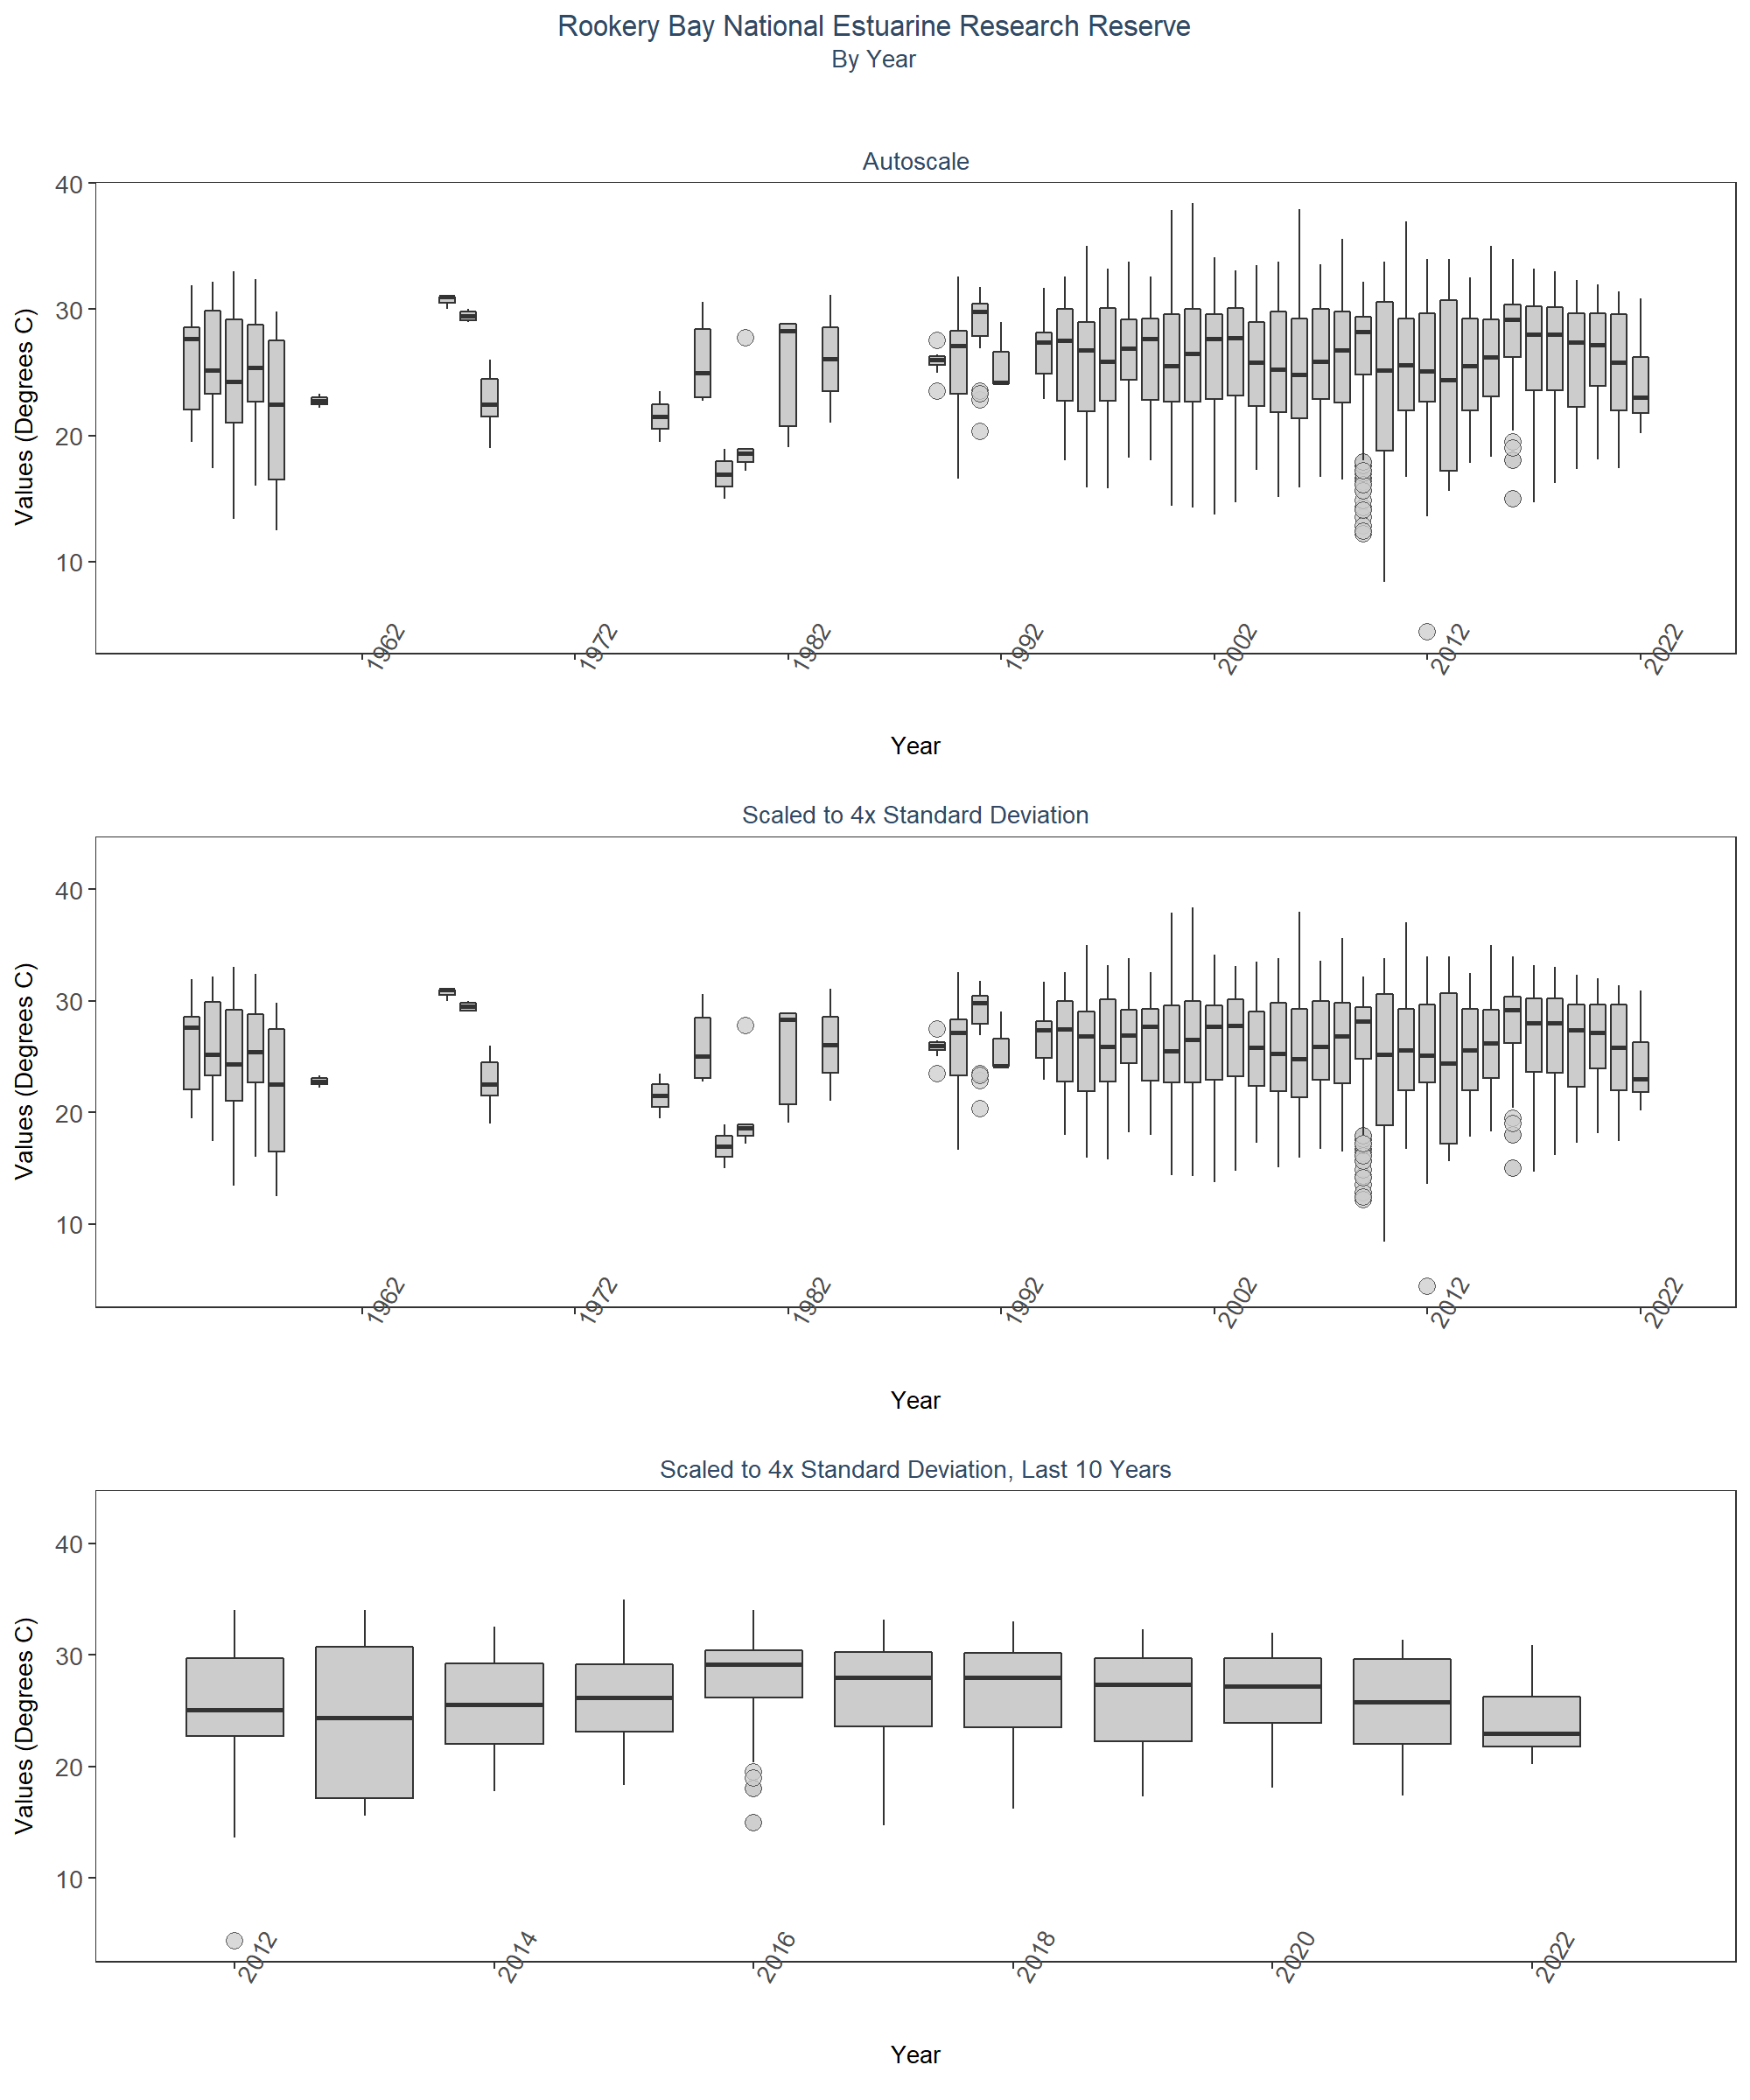 Rookery Bay National Estuarine Research Reserve
By Year
Autoscale
Values (Degrees C)
40
30
20
10
1962 1972 1982 1992 2002 2012 2022
Year
Scaled to 4x Standard Deviation
Values (Degrees C)
40
30
20
10
1962 1972 1982 1992 2002 2012 2022
Year
Scaled to 4x Standard Deviation, Last 10 Years
Values (Degrees C)
40
30
20
10
2012 2014 2016 2018 2020 2022
Year